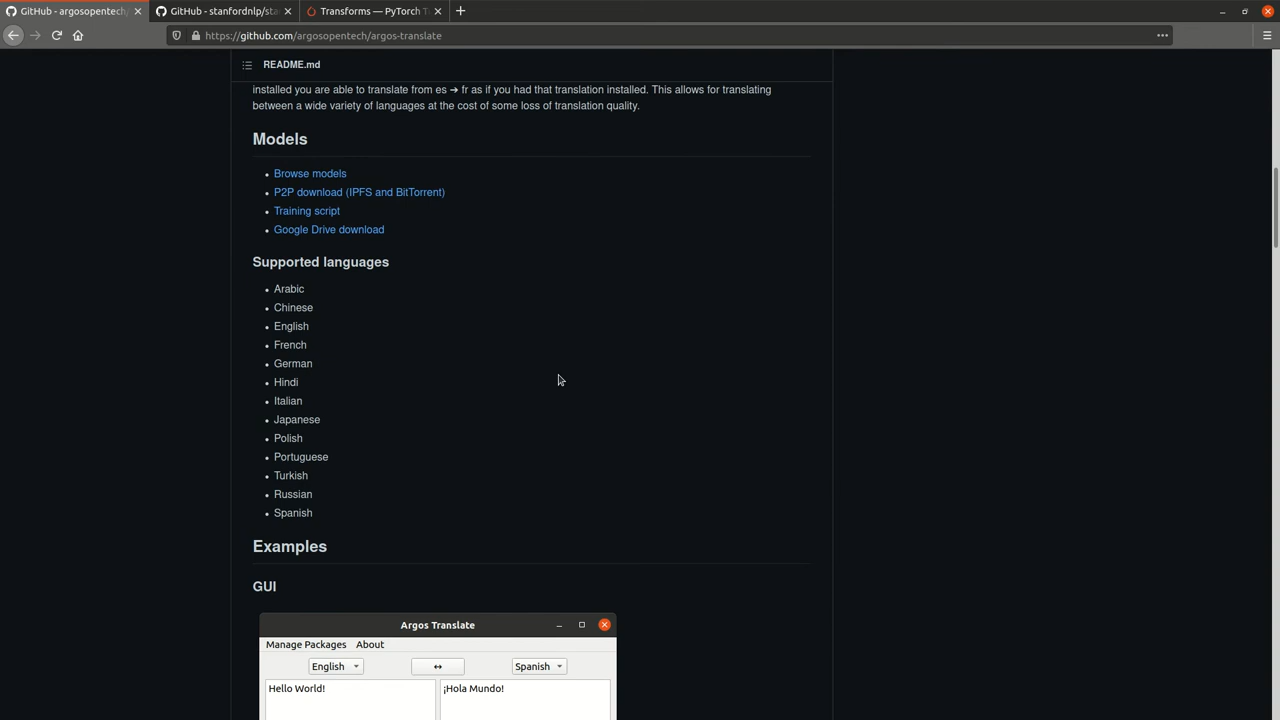 GitHub - argosopentech/
GitHub - stanfordnlp/sta
Transforms — PyTorch T
https://github.com/argosopentech/argos-translate
README.md
installed you are able to translate from es ➔ fr as if you had that translation installed. This allows for translating
between a wide variety of languages at the cost of some loss of translation quality.
Models
• Browse models
• P2P download (IPFS and BitTorrent)
• Training script
• Google Drive download
Supported languages
• Arabic
• Chinese
• English
• French
• German
• Hindi
• Italian
• Japanese
• Polish
• Portuguese
• Turkish
• Russian
• Spanish
Examples
GUI
Argos Translate
Manage Packages About
English ↔ Spanish
Hello World! ¡Hola Mundo!